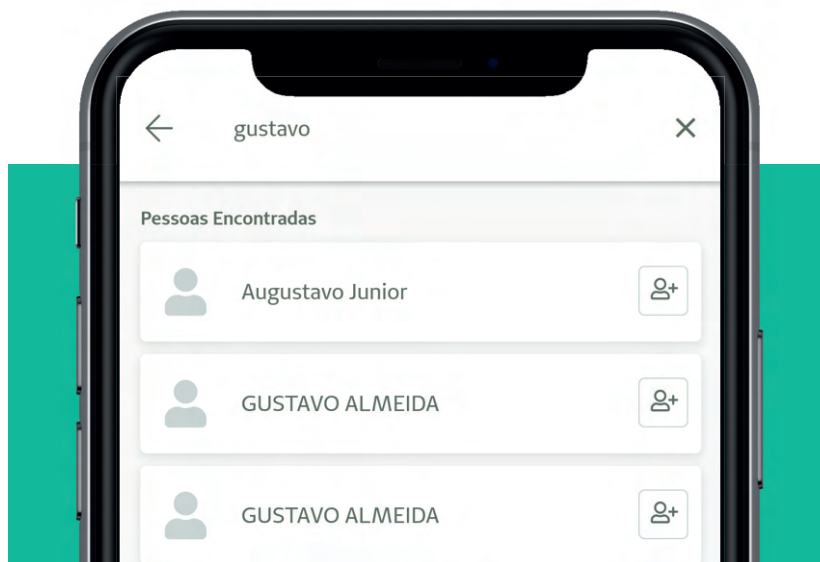 gustavo
Pessoas Encontradas
Augustavo Junior
GUSTAVO ALMEIDA
GUSTAVO ALMEIDA